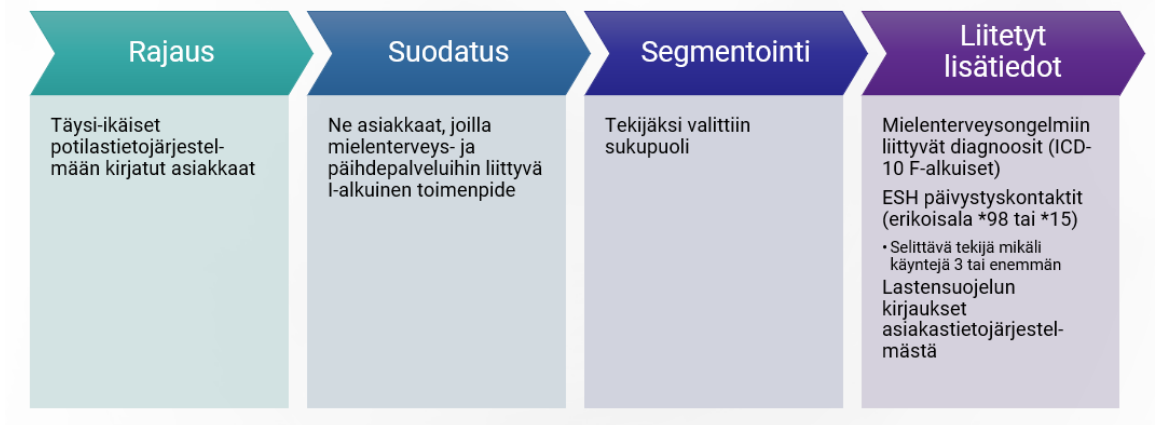 Rajaus
Täysi-ikäiset
potilastietojärjestel-
mään kirjatut asiakkaat
Suodatus
Ne asiakkaat, joilla
mielenterveys- ja
päihdepalveluihin liittyvä
I-alkuinen toimenpide
Segmentointi
Tekijäksi valittiin
sukupuoli
Liitetyt
lisätiedot
Mielenterveysongelmiin
liittyvät diagnoosit (ICD-
10 F-alkuiset)
ESH päivystyskontaktit
(erikoisala *98 tai *15)
• Selittävä tekijä mikäli
käyntejä 3 tai enemmän
Lastensuojelun
kirjaukset
asiakastietojärjestel-
mästä